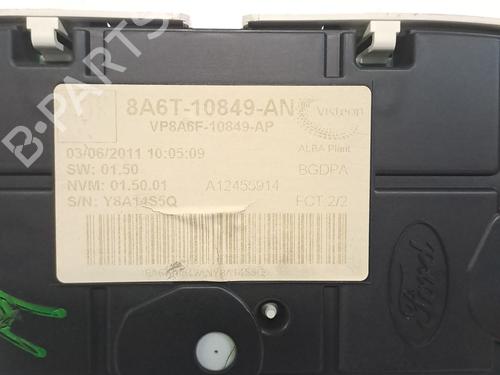 8A6T-10849-AN
VP8A6F-10849-AP
Visteon
03/06/2011 10:05:09
ALBA Plant
SW: 01.50
BGDPA
NVM: 01.50.01
A12455914
S/N: Y8A14S5Q
FCT 2/2
Ford
B-PARTS